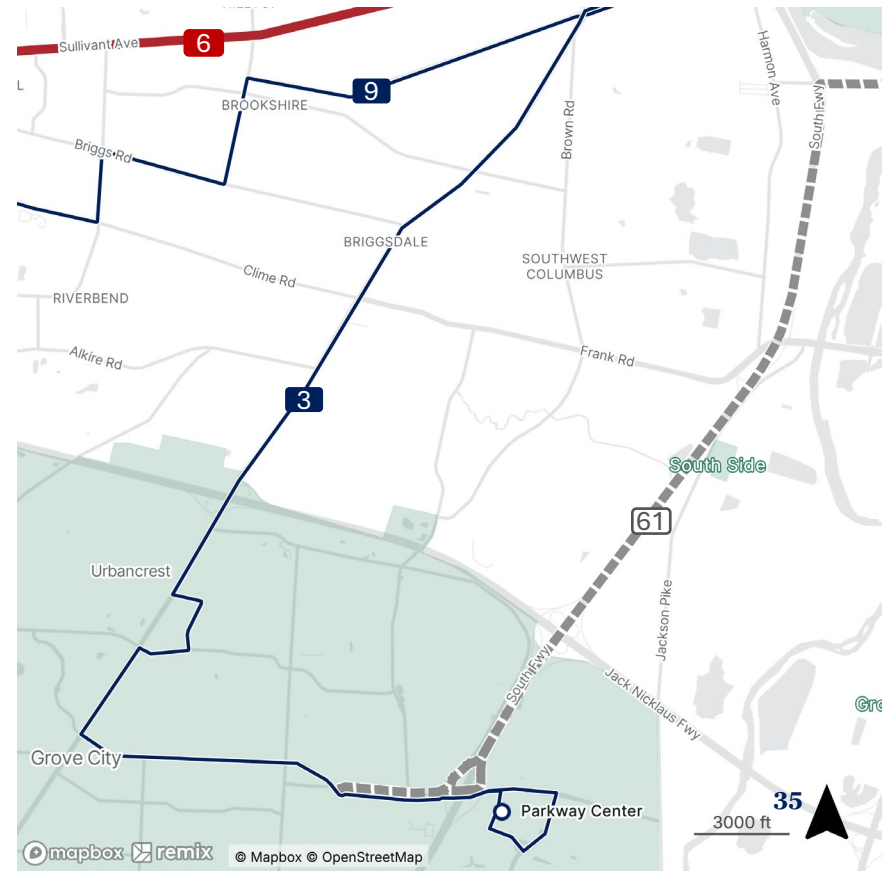 HILLTOP
Sullivant Ave
6
9
BROOKSHIRE
Harmon Ave
South Fwy
Brown Rd
Briggs Rd
BRIGGSDALE
SOUTHWEST
COLUMBUS
Clime Rd
RIVERBEND
Alkire Rd
Frank Rd
3
South Side
61
Urbancrest
Jackson Pike
South Fwy
Jack Nicklaus Fwy
Gro
Grove City
35
Parkway Center
3000 ft
mapbox remix © Mapbox © OpenStreetMap